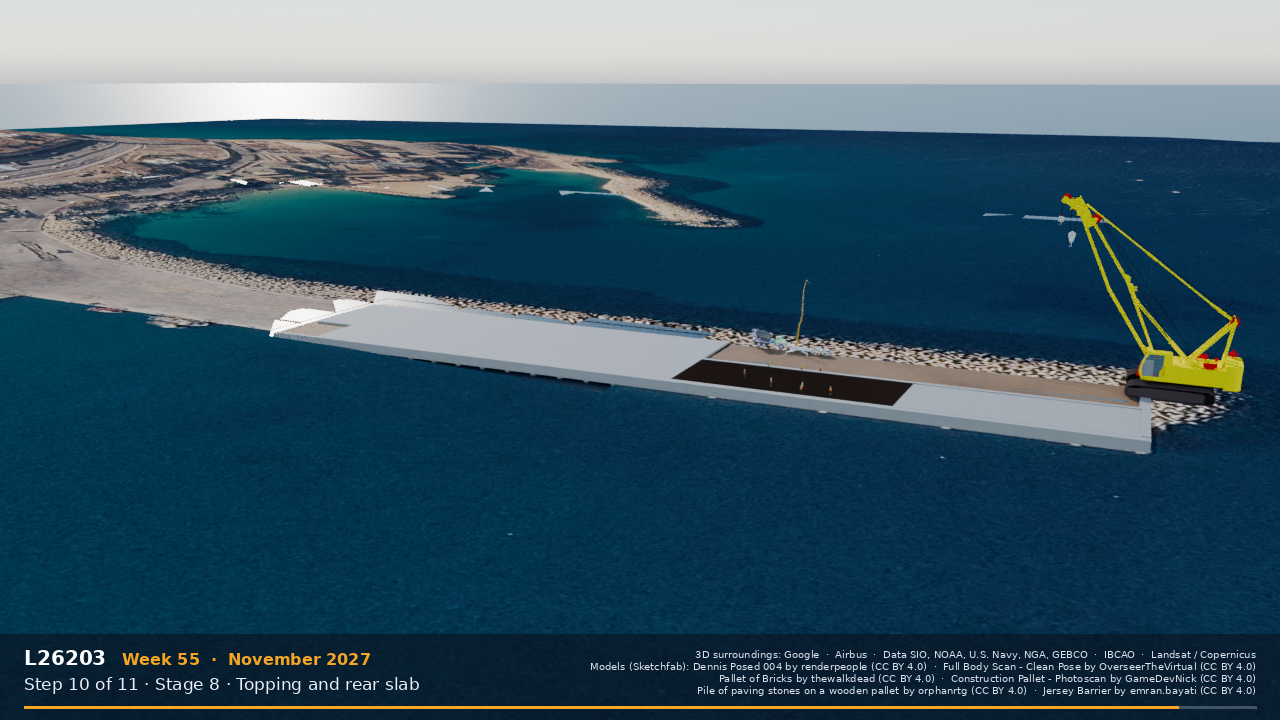 L26203 Week 55 · November 2027
Step 10 of 11 · Stage 8 · Topping and rear slab
3D surroundings: Google · Airbus · Data SIO, NOAA, U.S. Navy, NGA, GEBCO · IBCAO · Landsat / Copernicus
Models (Sketchfab): Dennis Posed 004 by renderpeople (CC BY 4.0) · Full Body Scan - Clean Pose by OverseerTheVirtual (CC BY 4.0)
Pallet of Bricks by thewalkdead (CC BY 4.0) · Construction Pallet - Photoscan by GameDevNick (CC BY 4.0)
Pile of paving stones on a wooden pallet by orphantg (CC BY 4.0) · Jersey Barrier by emran.bayati (CC BY 4.0)